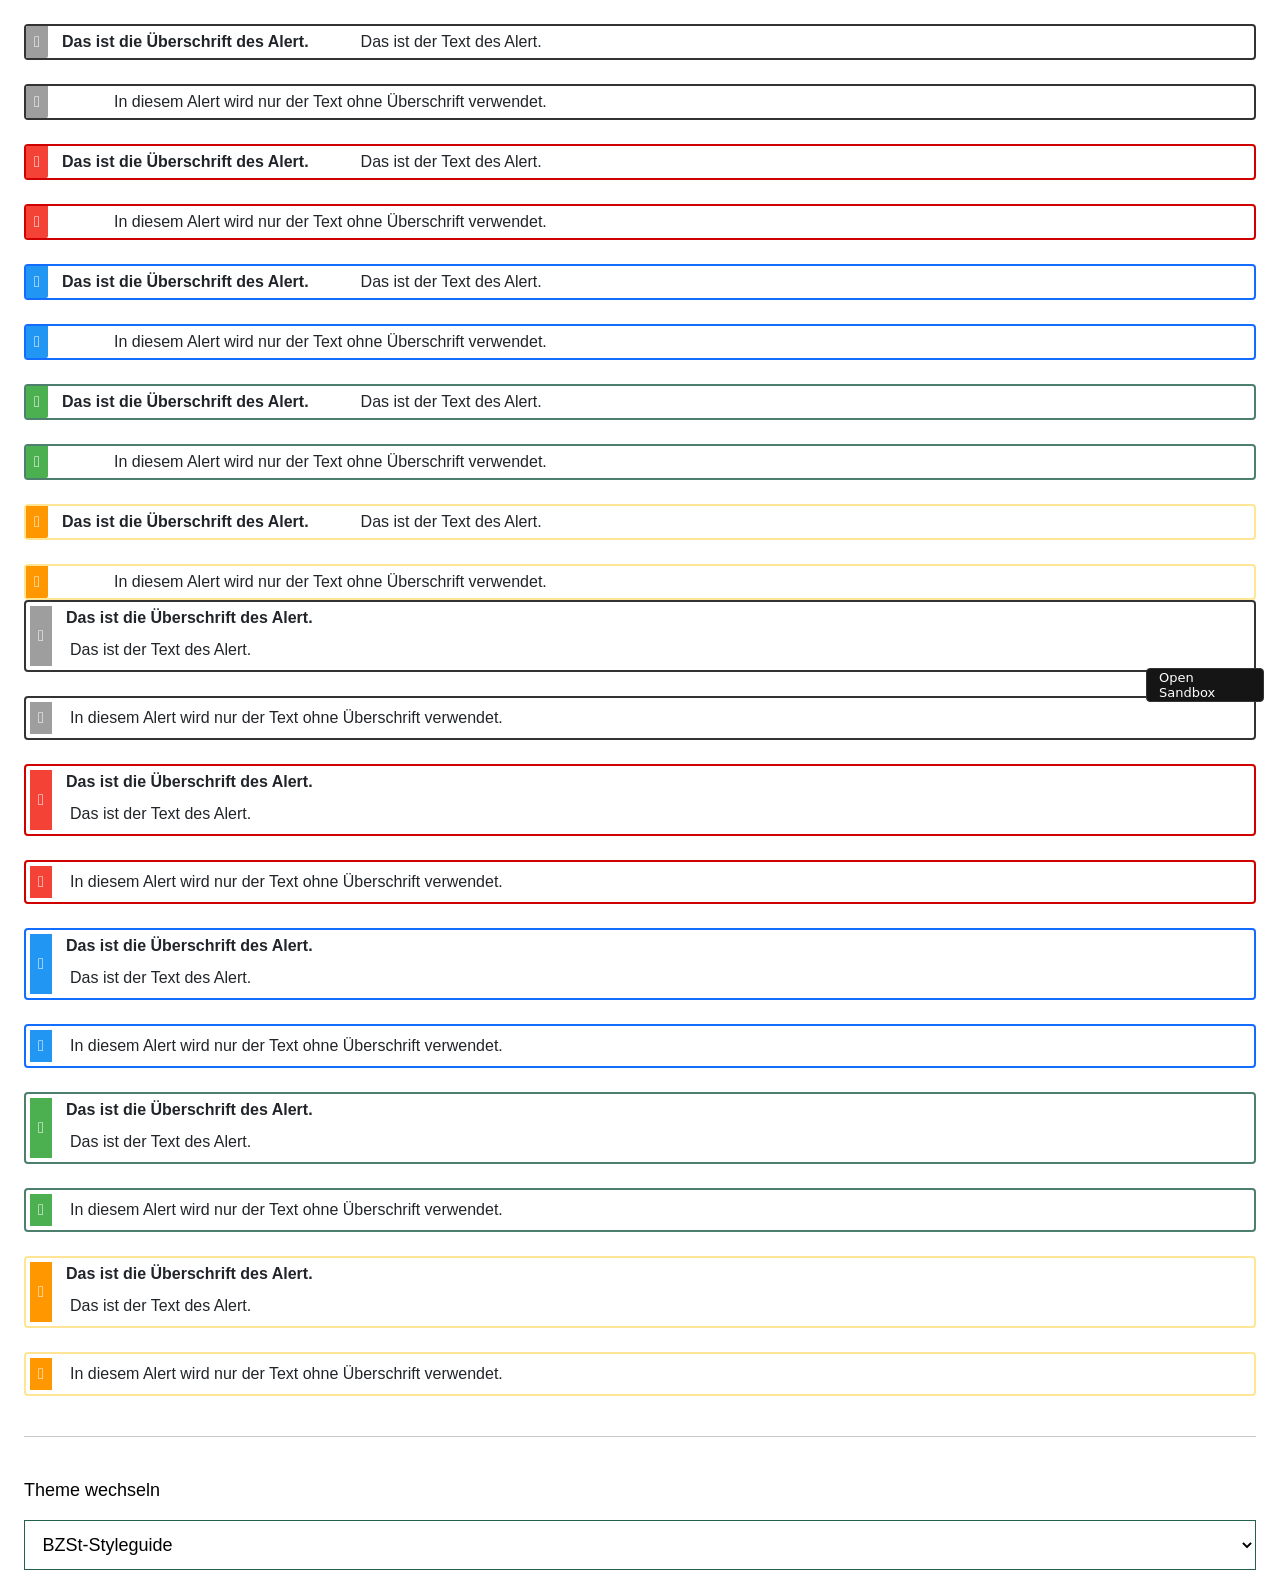 Das ist die Überschrift des Alert. Das ist der Text des Alert.
In diesem Alert wird nur der Text ohne Überschrift verwendet.
Das ist die Überschrift des Alert. Das ist der Text des Alert.
In diesem Alert wird nur der Text ohne Überschrift verwendet.
Das ist die Überschrift des Alert. Das ist der Text des Alert.
In diesem Alert wird nur der Text ohne Überschrift verwendet.
Das ist die Überschrift des Alert. Das ist der Text des Alert.
In diesem Alert wird nur der Text ohne Überschrift verwendet.
Das ist die Überschrift des Alert. Das ist der Text des Alert.
In diesem Alert wird nur der Text ohne Überschrift verwendet.
Das ist die Überschrift des Alert.
Das ist der Text des Alert.
Open
Sandbox
In diesem Alert wird nur der Text ohne Überschrift verwendet.
Das ist die Überschrift des Alert.
Das ist der Text des Alert.
In diesem Alert wird nur der Text ohne Überschrift verwendet.
Das ist die Überschrift des Alert.
Das ist der Text des Alert.
In diesem Alert wird nur der Text ohne Überschrift verwendet.
Das ist die Überschrift des Alert.
Das ist der Text des Alert.
In diesem Alert wird nur der Text ohne Überschrift verwendet.
Das ist die Überschrift des Alert.
Das ist der Text des Alert.
In diesem Alert wird nur der Text ohne Überschrift verwendet.
Theme wechseln
BZSt-Styleguide